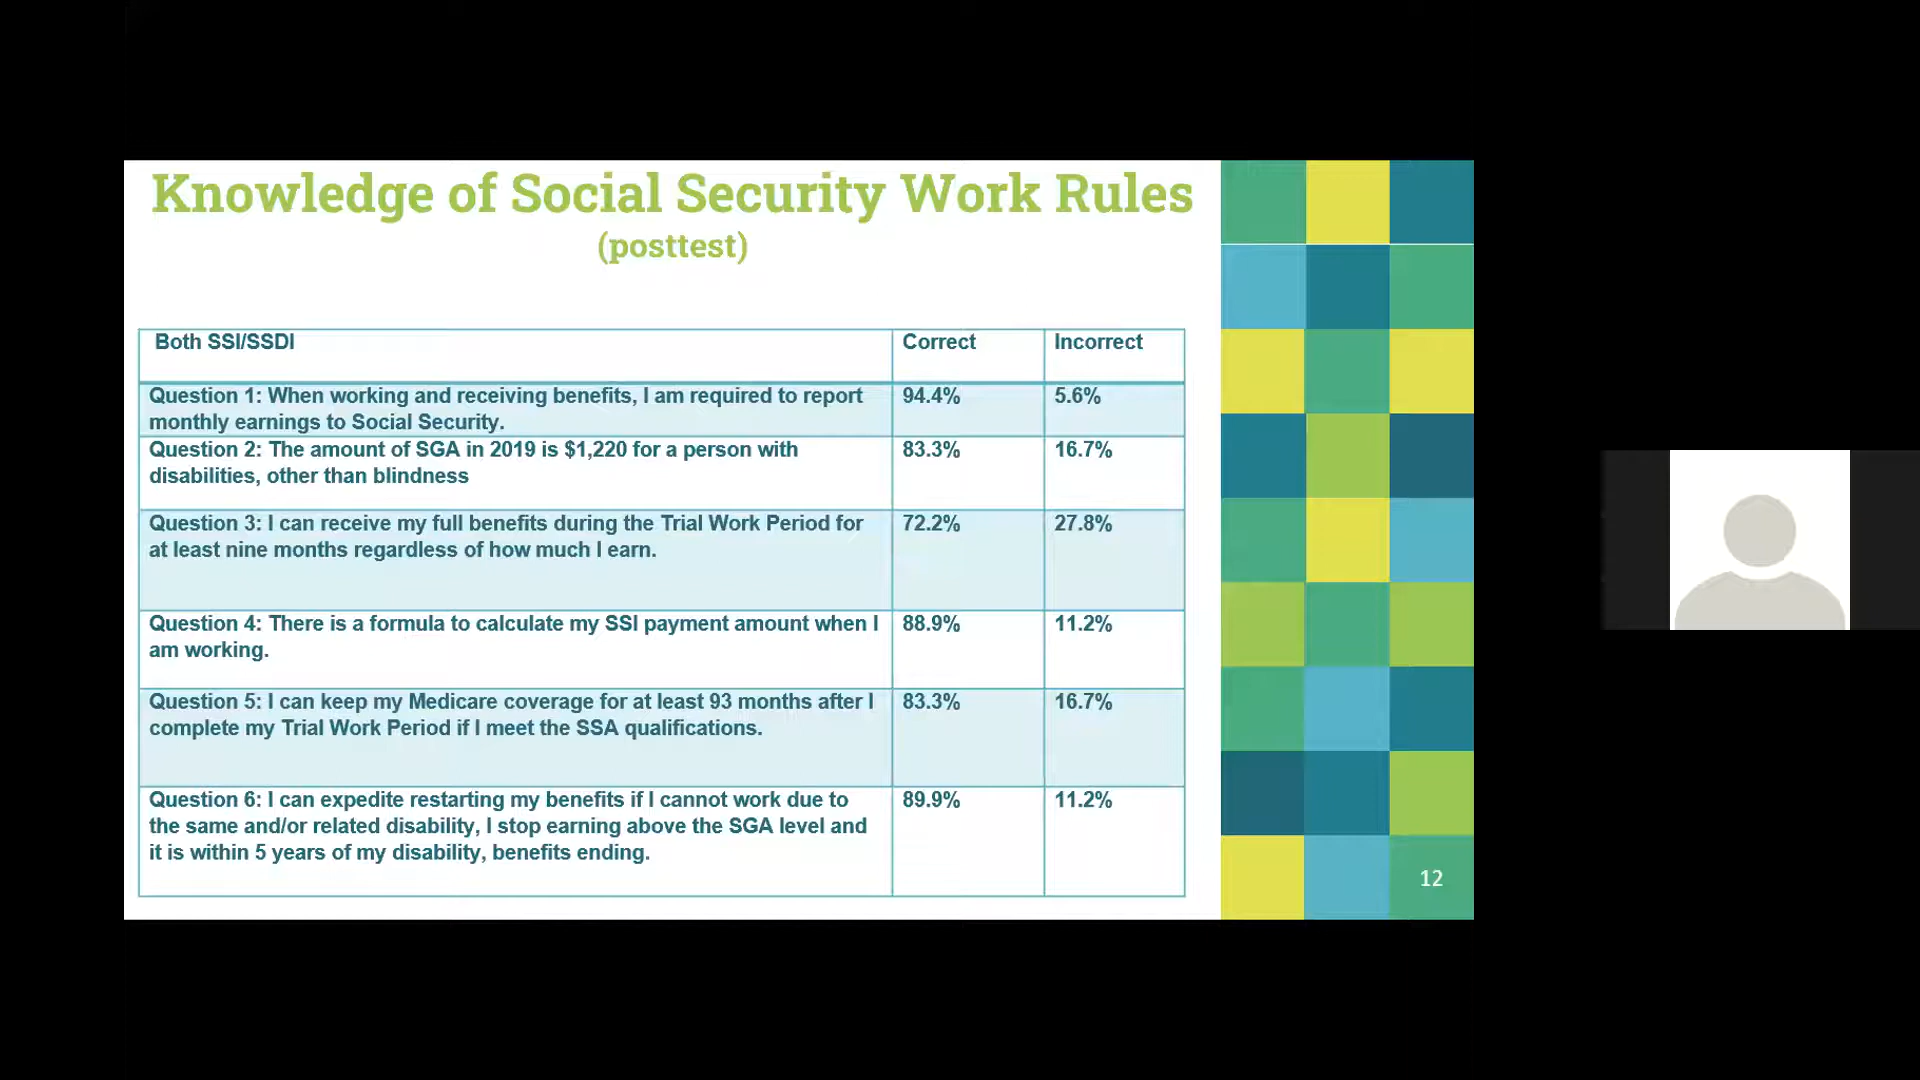 Knowledge of Social Security Work Rules
(posttest)
Both SSI/SSDI Correct Incorrect
Question 1: When working and receiving benefits, I am required to report 94.4% 5.6%
monthly earnings to Social Security.
Question 2: The amount of SGA in 2019 is $1,220 for a person with 83.3% 16.7%
disabilities, other than blindness
Question 3: I can receive my full benefits during the Trial Work Period for 72.2% 27.8%
at least nine months regardless of how much I earn.
Question 4: There is a formula to calculate my SSI payment amount when I 88.9% 11.2%
am working.
Question 5: I can keep my Medicare coverage for at least 93 months after I 83.3% 16.7%
complete my Trial Work Period if I meet the SSA qualifications.
Question 6: I can expedite restarting my benefits if I cannot work due to 89.9% 11.2%
the same and/or related disability, I stop earning above the SGA level and
it is within 5 years of my disability, benefits ending.
12